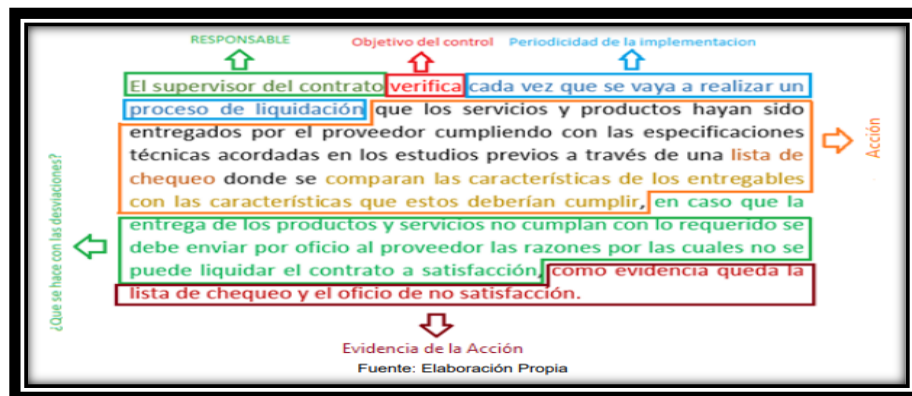 RESPONSABLE
Objetivo del control
Periodicidad de la implementacion
El supervisor del contrato verifica cada vez que se vaya a realizar un
proceso de liquidación que los servicios y productos hayan sido
entregados por el proveedor cumpliendo con las especificaciones
técnicas acordadas en los estudios previos a través de una lista de
chequeo donde se comparan las características de los entregables
con las características que estos deberían cumplir, en caso que la
entrega de los productos y servicios no cumplan con lo requerido se
debe enviar por oficio al proveedor las razones por las cuales no se
puede liquidar el contrato a satisfacción, como evidencia queda la
lista de chequeo y el oficio de no satisfacción.
Acción
¿Que se hace con las desviaciones?
Evidencia de la Acción
Fuente: Elaboración Propia